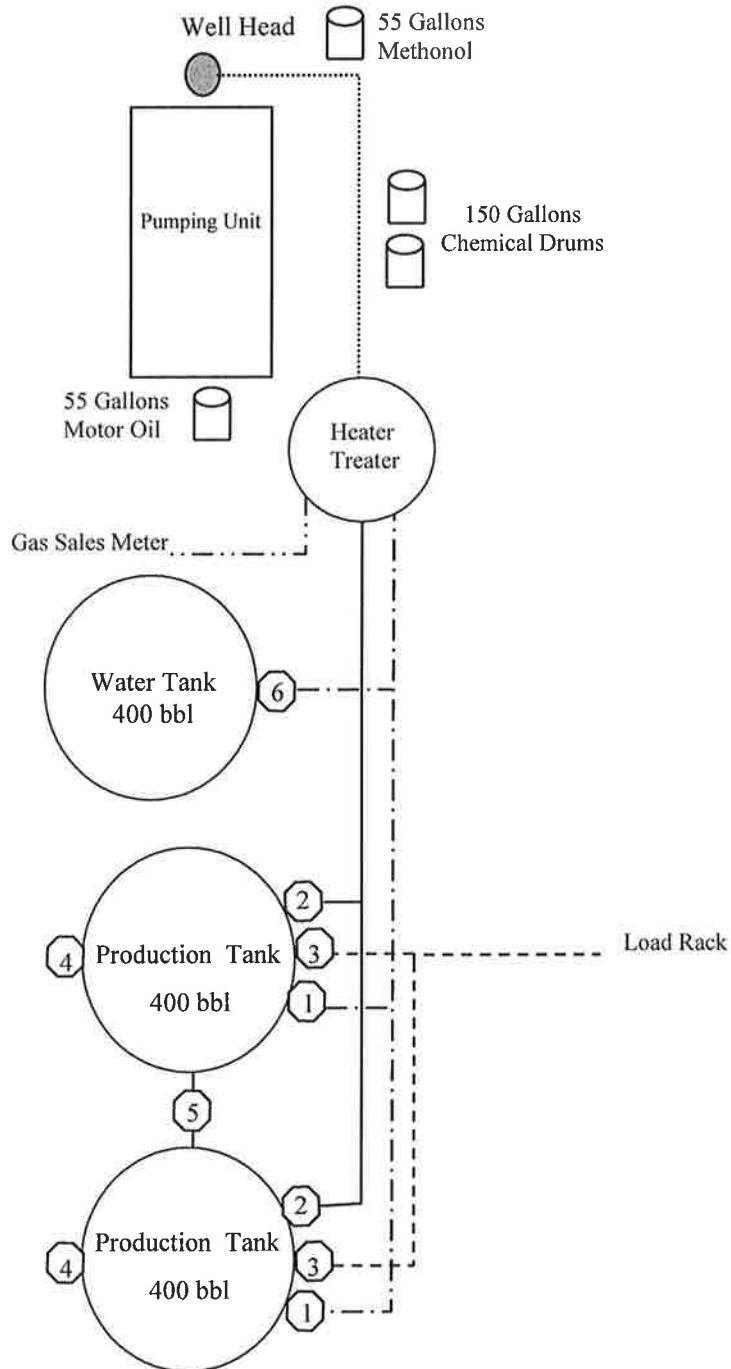 Well Head
55 Gallons
Methonol
Pumping Unit
150 Gallons
Chemical Drums
55 Gallons
Motor Oil
Heater
Treater
Gas Sales Meter
Water Tank
400 bbl
6
2
4
Production Tank
3
Load Rack
400 bbl
1
5
2
Production Tank
4
3
400 bbl
1